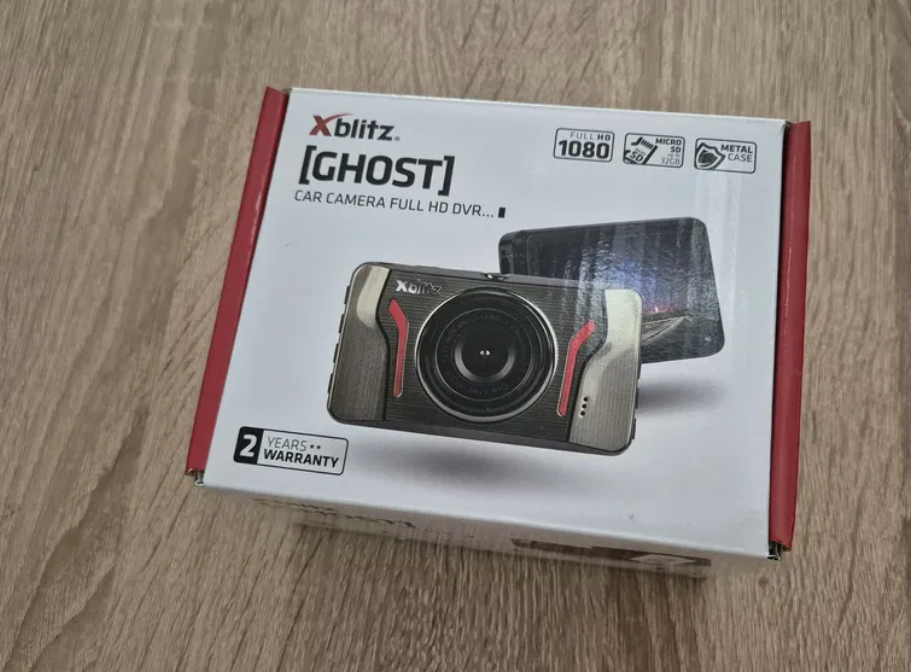 Xblitz®
[GHOST]
CAR CAMERA FULL HD DVR...
FULL HD
1080
SD
MICRO
SD
32GB
METAL
CASE
Xblitz
2 YEARS**
WARRANTY